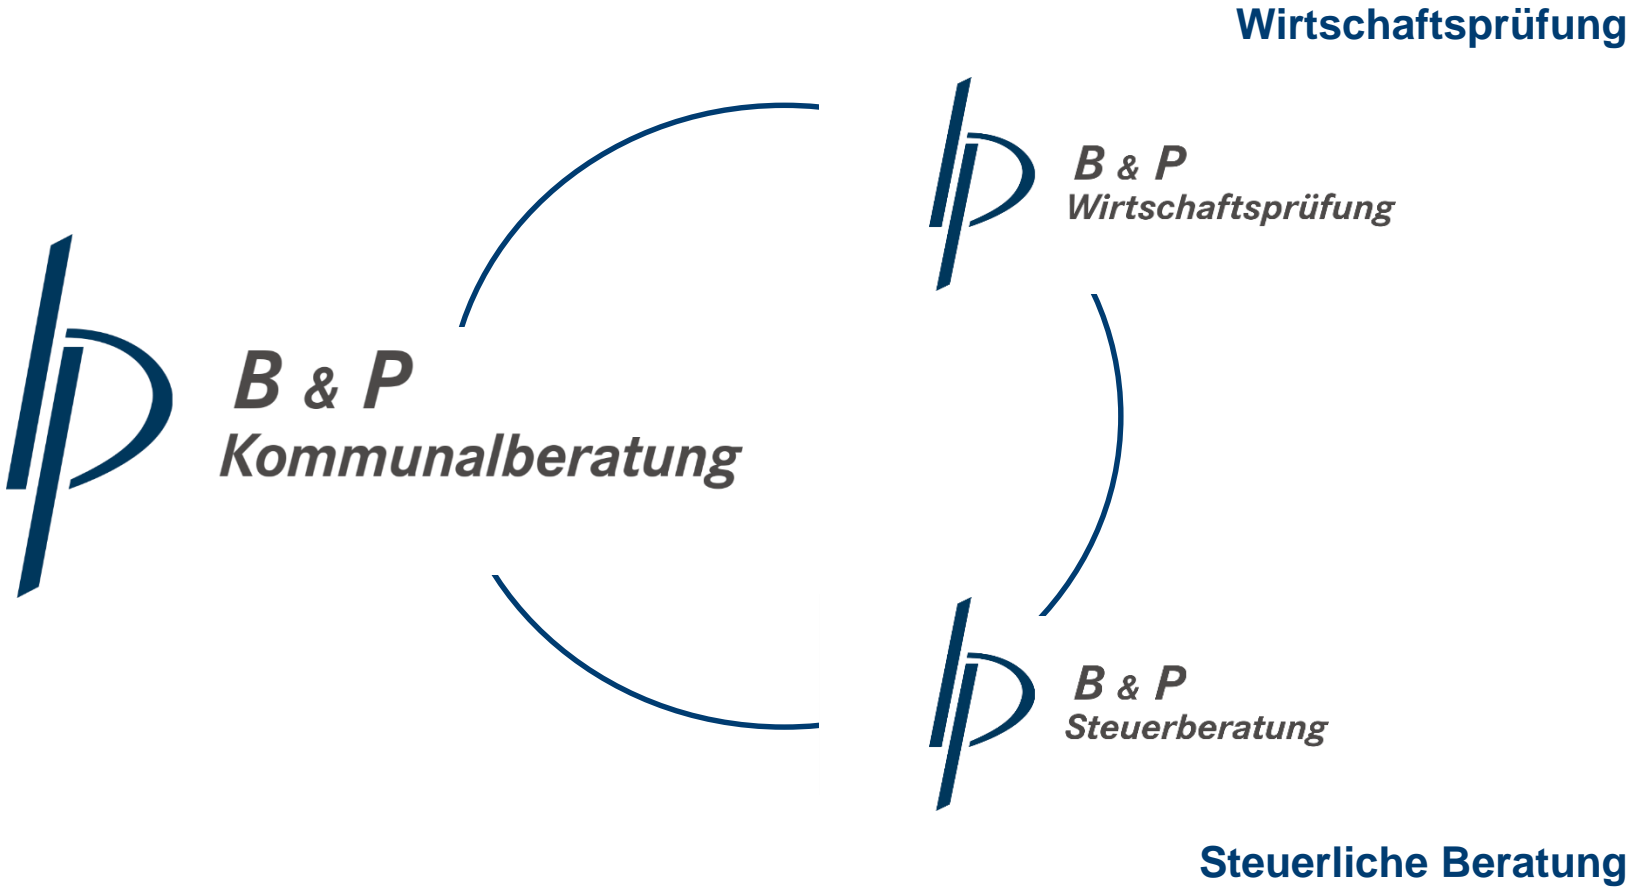 Wirtschaftsprüfung
B & P
Wirtschaftsprüfung
B & P
Kommunalberatung
B & P
Steuerberatung
Steuerliche Beratung